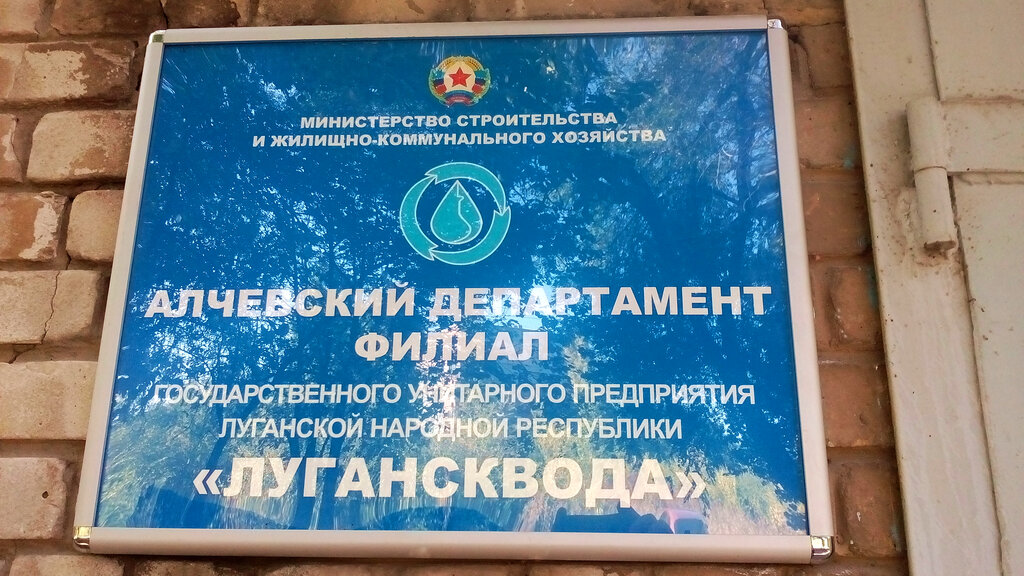 МИНИСТЕРСТВО СТРОИТЕЛЬСТВА
И ЖИЛИЩНО-КОММУНАЛЬНОГО ХОЗЯЙСТВА
АЛЧЕВСКИЙ ДЕПАРТАМЕНТ
ФИЛИАЛ
ГОСУДАРСТВЕННОГО УНИТАРНОГО ПРЕДПРИЯТИЯ
ЛУГАНСКОЙ НАРОДНОЙ РЕСПУБЛИКИ
«ЛУГАНСКВОДА»